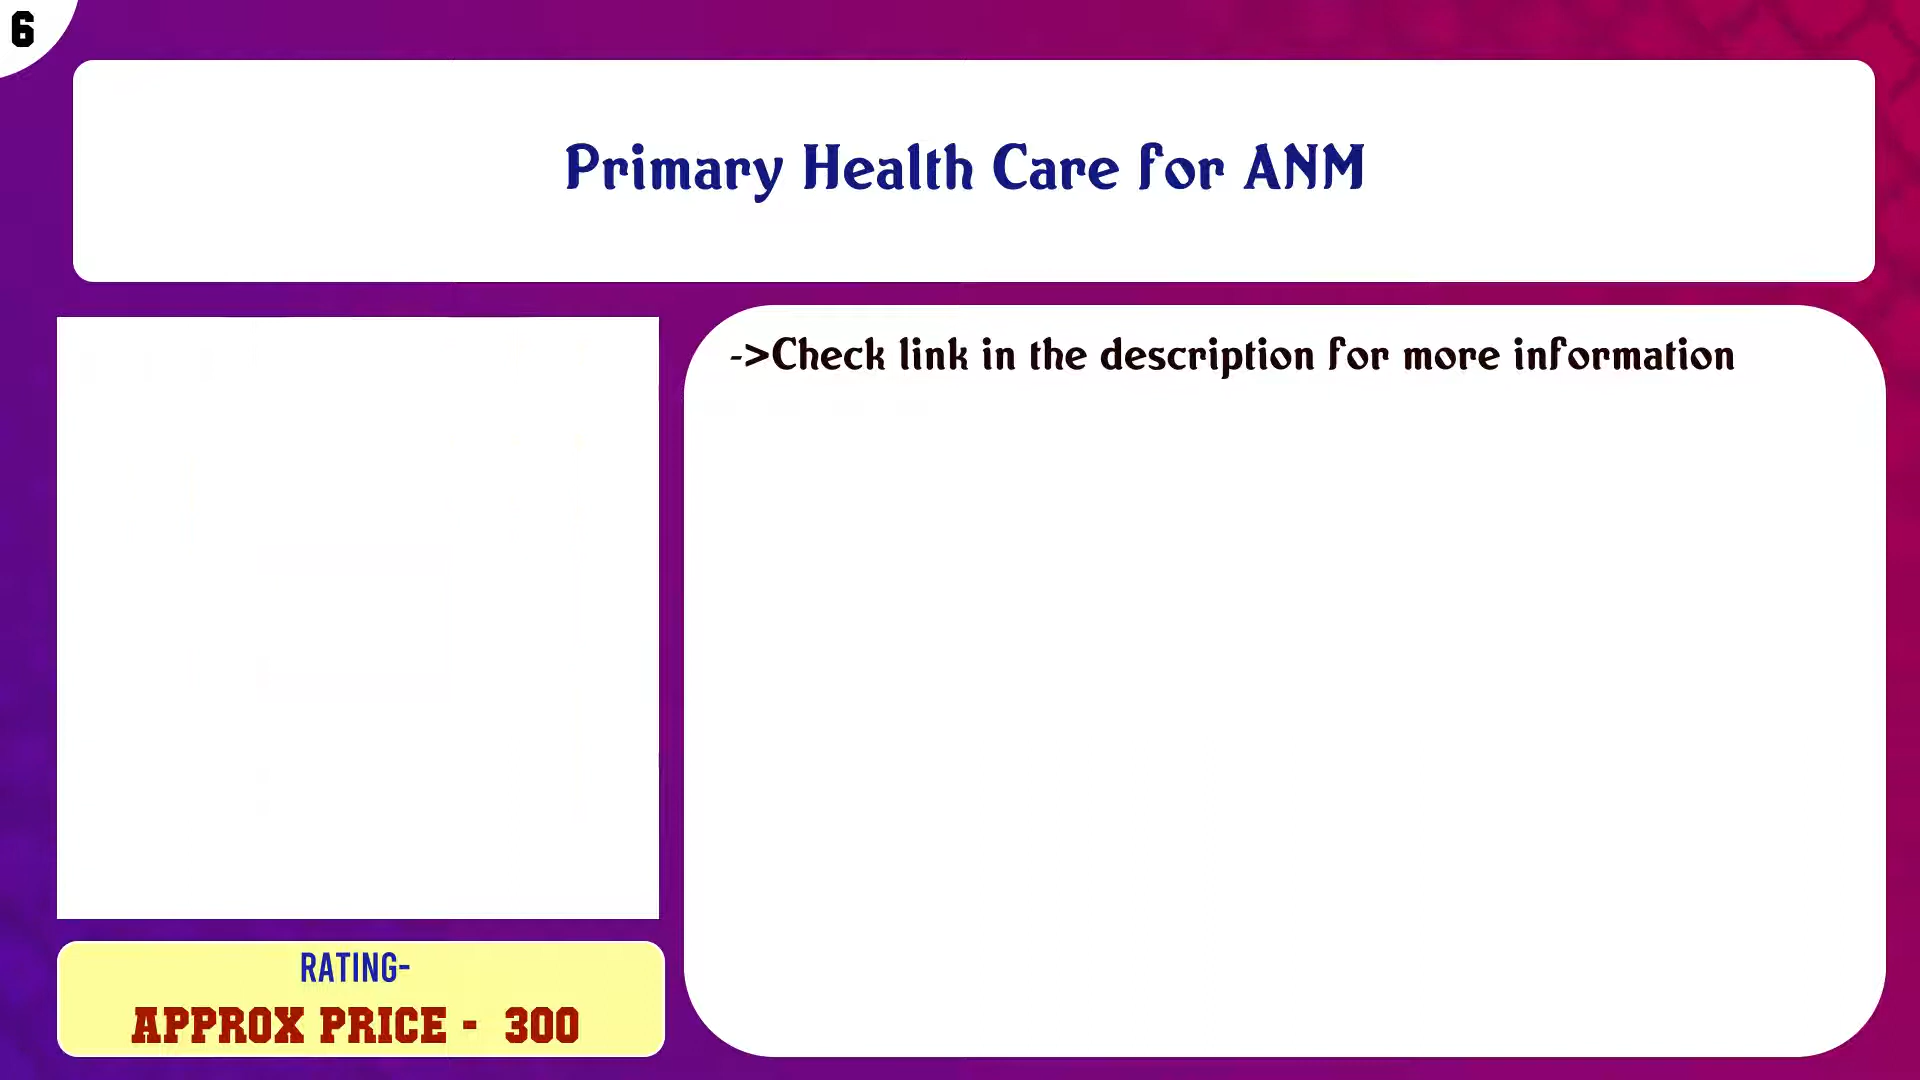 6
Primary Health Care for ANM
->Check link in the description for more information
RATING-
APPROX PRICE - 300